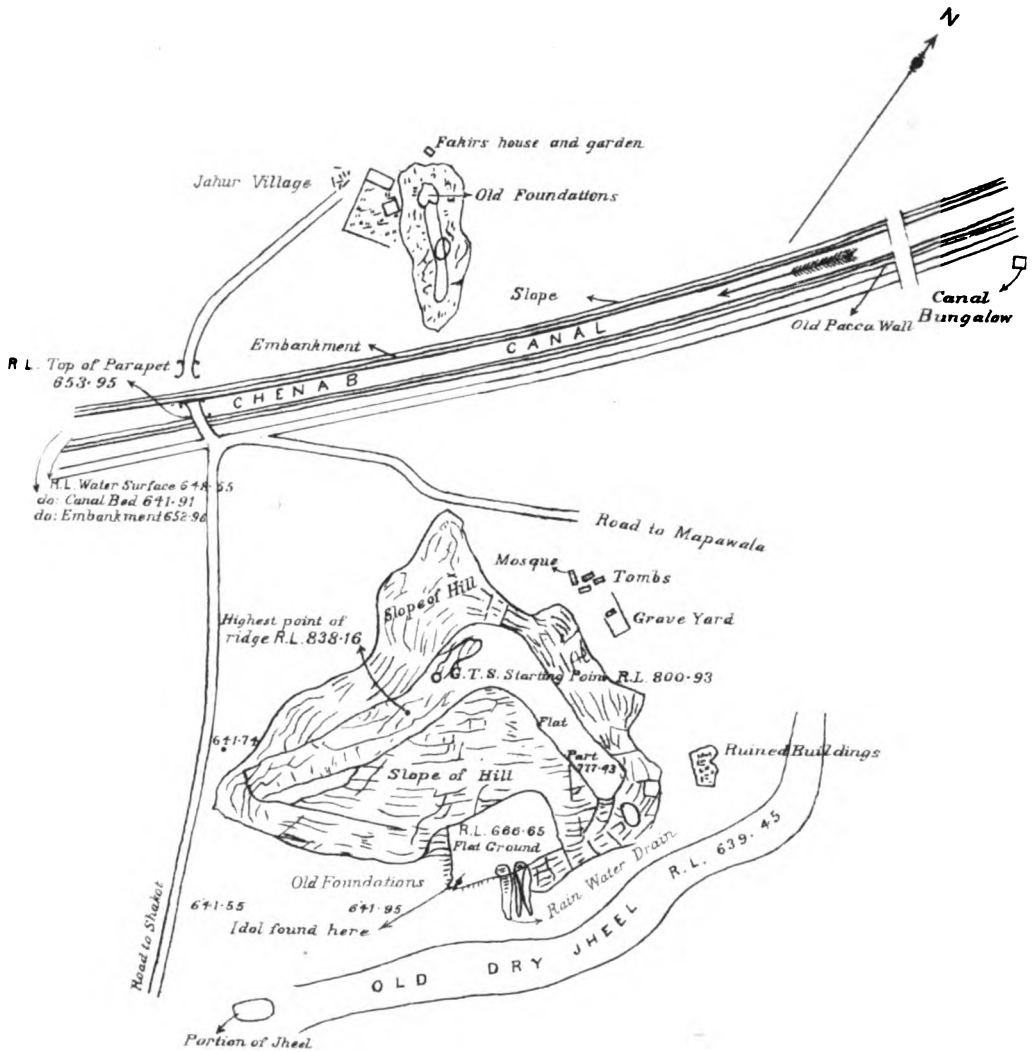 N
Fakirs house and garden
Jahur Village
Old Foundations
Slope
Canal
Bungalow
Old Pacca Wall
Embankment
CHENAB CANAL
R L. Top of Parapet
653·95
R.L. Water Surface 648·55
do: Canal Bed 641·91
do: Embankment 652·96
Road to Mapawala
Mosque
Tombs
Grave Yard
Slope of Hill
Highest point of
ridge R.L. 838·16
G.T.S. Starting Point R.L. 800·93
Flat
Part
777·43
641·74
Slope of Hill
Ruined Buildings
R.L. 666·65
Flat Ground
Old Foundations
Rain Water Drain
R.L. 639·45
641·55
641·95
Idol found here
OLD DRY JHEEL
Road to Shakot
Portion of Jheel